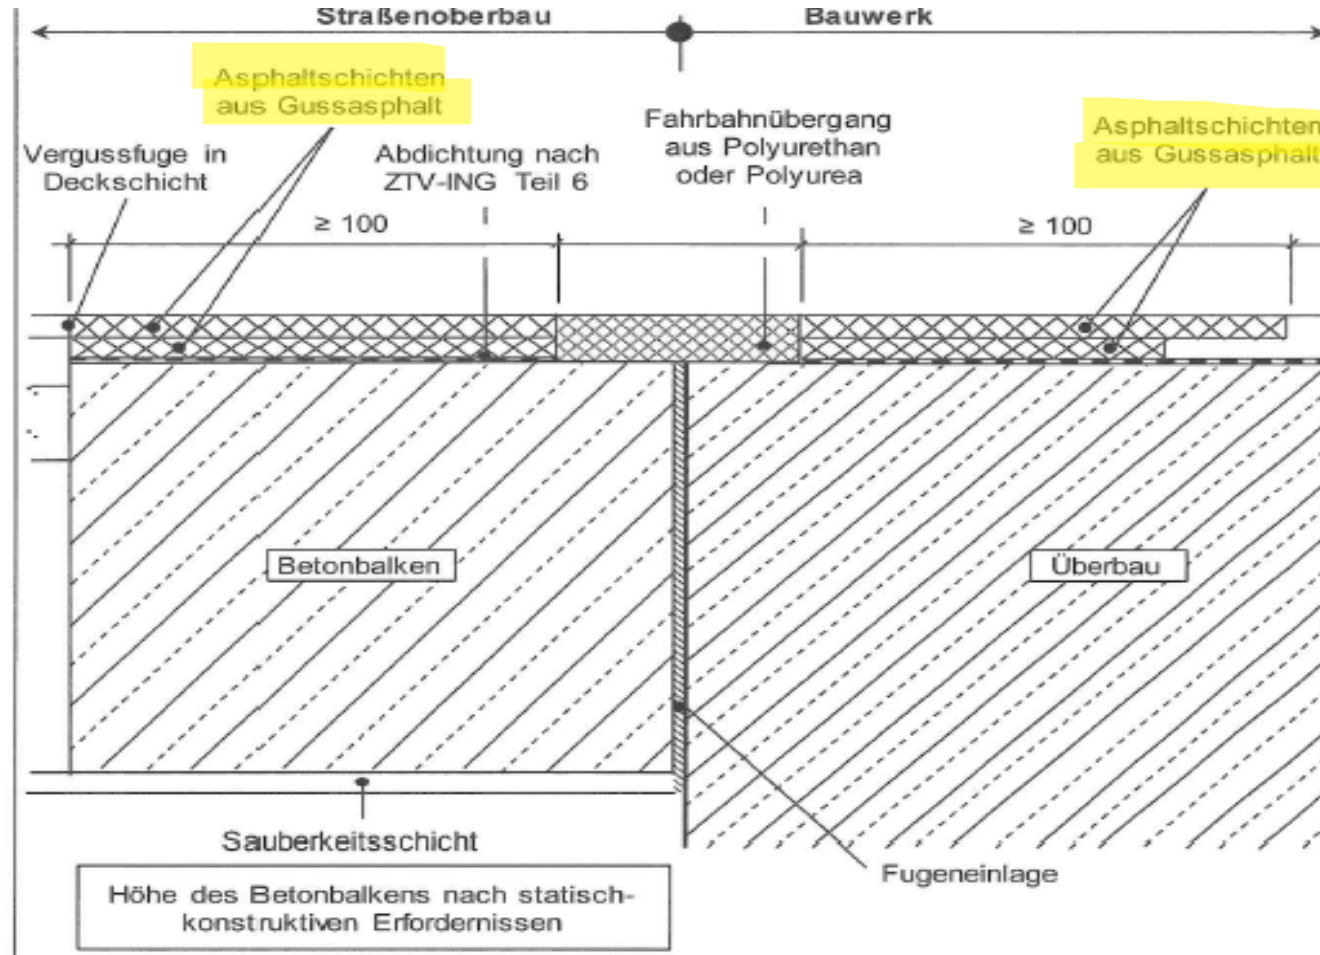 Straßenoberbau
Bauwerk
Asphaltschichten
aus Gussasphalt
Vergussfuge in
Deckschicht
Abdichtung nach
ZTV-ING Teil 6
Fahrbahnübergang
aus Polyurethan
oder Polyurea
Asphaltschichten
aus Gussasphalt
≥ 100
≥ 100
Betonbalken
Überbau
Sauberkeitsschicht
Fugeneinlage
Höhe des Betonbalkens nach statisch-
konstruktiven Erfordernissen